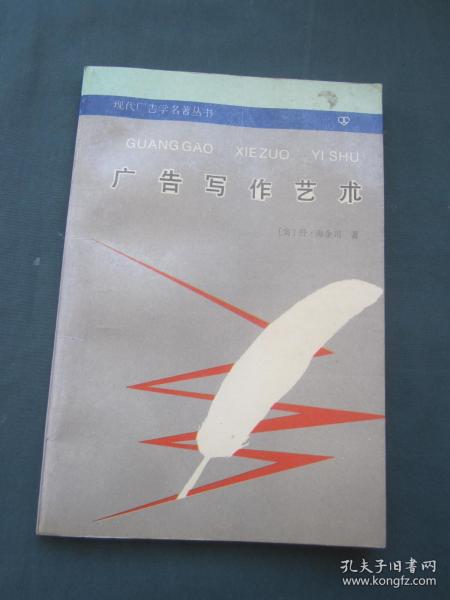 现代广告学名著丛书
GUANG GAO XIE ZUO YI SHU
广告写作艺术
[美]丹·海金司 著
孔夫子旧书网
www.kongfz.com